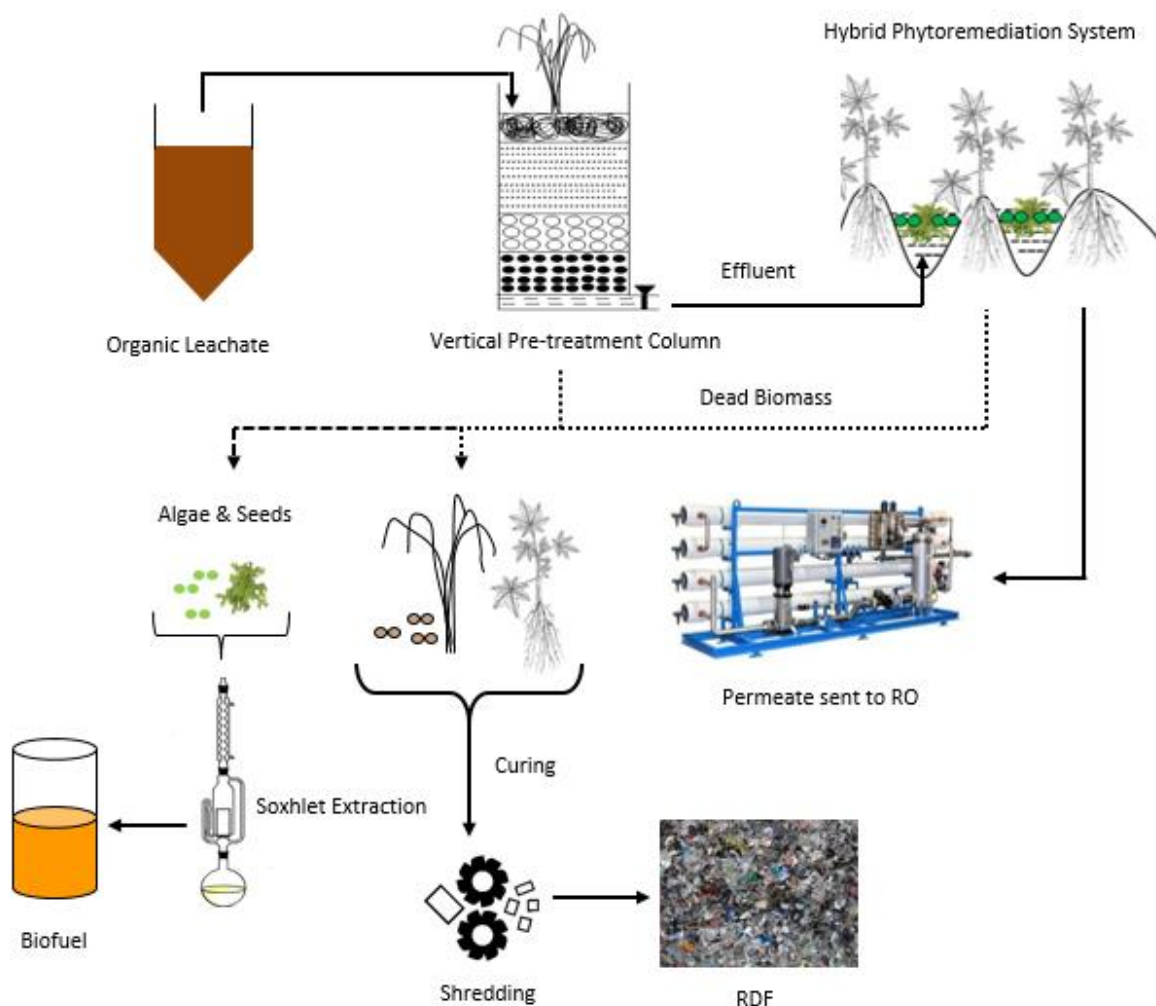 Hybrid Phytoremediation System
Effluent
Organic Leachate
Vertical Pre-treatment Column
Dead Biomass
Algae & Seeds
Permeate sent to RO
Curing
Soxhlet Extraction
Biofuel
Shredding
RDF